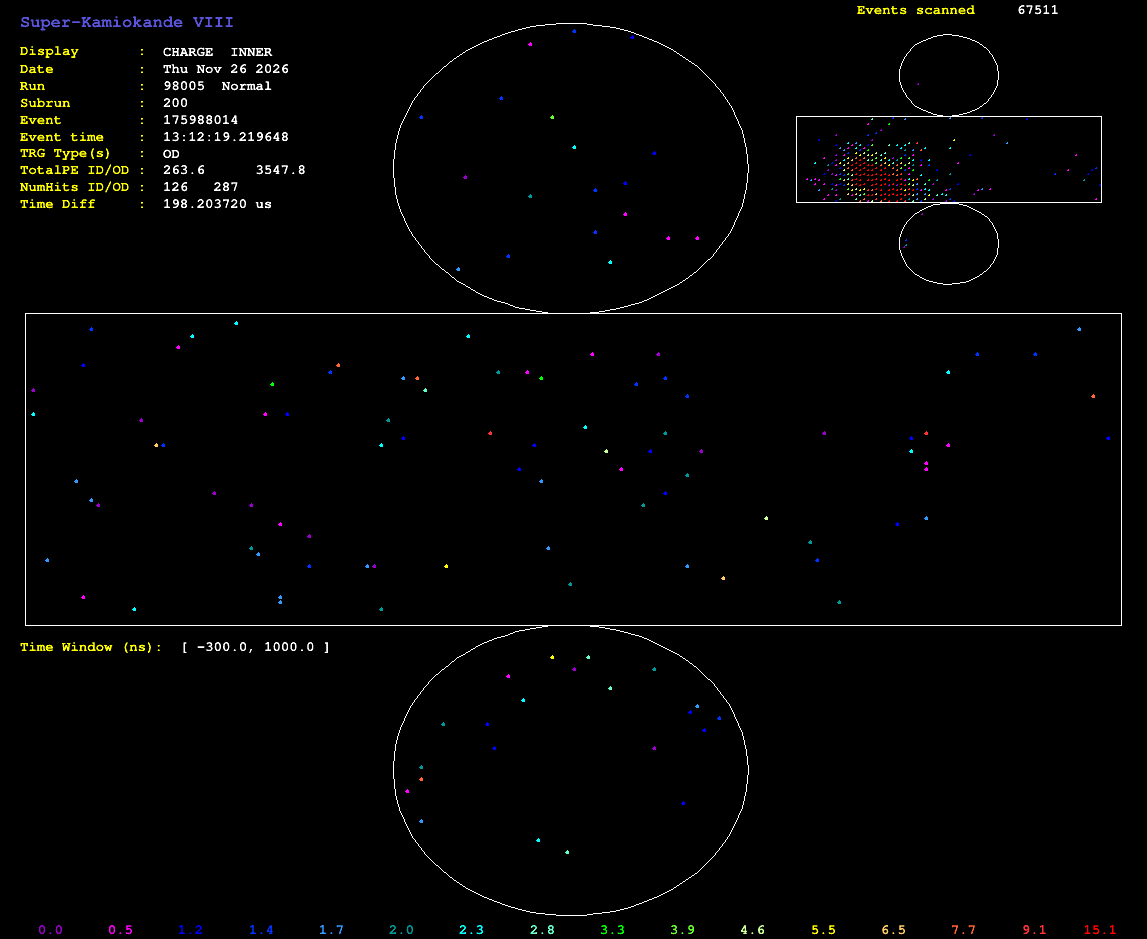 Super-Kamiokande VIII
Display : CHARGE INNER
Date : Thu Nov 26 2026
Run : 98005 Normal
Subrun : 200
Event : 175988014
Event time : 13:12:19.219648
TRG Type(s) : OD
TotalPE ID/OD : 263.6 3547.8
NumHits ID/OD : 126 287
Time Diff : 198.203720 us
Events scanned 67511
Time Window (ns): [ -300.0, 1000.0 ]
0.0 0.5 1.2 1.4 1.7 2.0 2.3 2.8 3.3 3.9 4.6 5.5 6.5 7.7 9.1 15.1